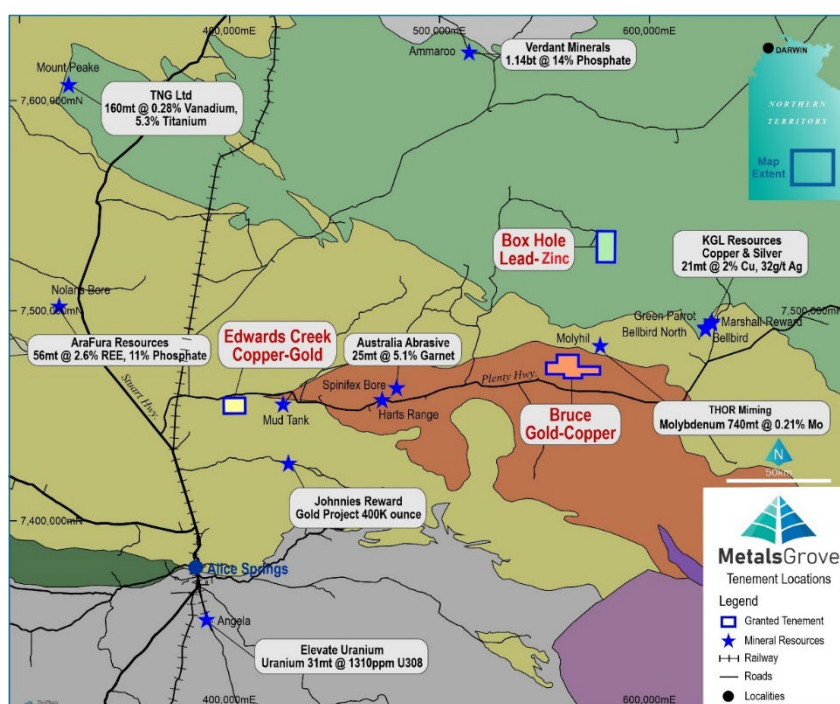 400,000mE
500,000mE
600,000mE
Ammaroo
Verdant Minerals
1.14bt @ 14% Phosphate
DARWIN
NORTHERN
TERRITORY
Map
Extent
Mount Peake
7,600,000mN
TNG Ltd
160mt @ 0.28% Vanadium,
5.3% Titanium
Box Hole
Lead-Zinc
KGL Resources
Copper & Silver
21mt @ 2% Cu, 32g/t Ag
Nolans Bore
7,500,000mN
7,500,000mN
Green Parrot
Marshall-Reward
Bellbird North
Bellbird
AraFura Resources
56mt @ 2.6% REE, 11% Phosphate
Edwards Creek
Copper-Gold
Australia Abrasive
25mt @ 5.1% Garnet
Molyhil
Stuart Hwy.
Spinifex Bore
Plenty Hwy.
Mud Tank
Harts Range
Bruce
Gold-Copper
THOR Miming
Molybdenum 740mt @ 0.21% Mo
N
50km
Johnnies Reward
Gold Project 400K ounce
7,400,000mN
Alice Springs
Angela
Elevate Uranium
Uranium 31mt @ 1310ppm U308
400,000mE
600,000mE
MetalsGrove
Tenement Locations
Legend
Granted Tenement
Mineral Resources
Railway
Roads
Localities